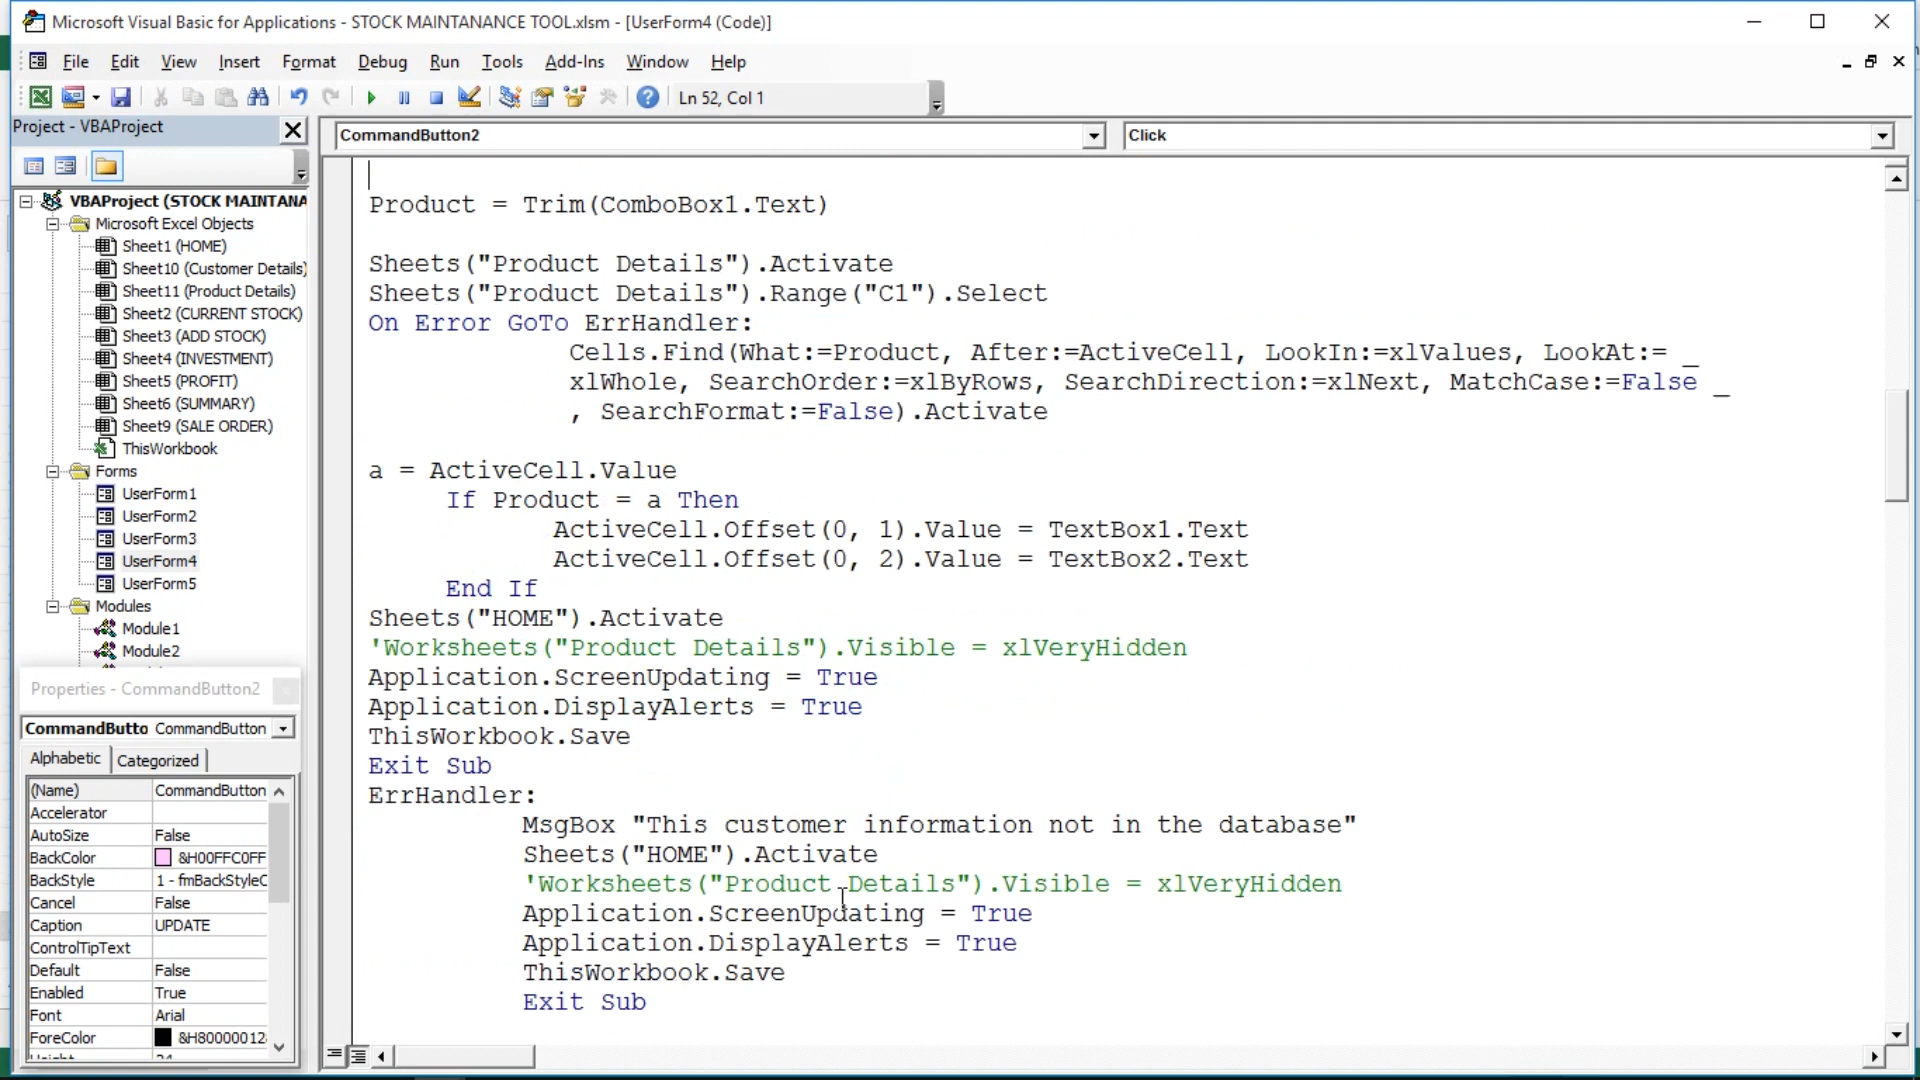 Microsoft Visual Basic for Applications - STOCK MAINTANANCE TOOL.xlsm - [UserForm4 (Code)]
File Edit View Insert Format Debug Run Tools Add-Ins Window Help
Ln 52, Col 1
Project - VBAProject
CommandButton2 Click
VBAProject (STOCK MAINTANA
Microsoft Excel Objects
Sheet1 (HOME)
Sheet10 (Customer Details)
Sheet11 (Product Details)
Sheet2 (CURRENT STOCK)
Sheet3 (ADD STOCK)
Sheet4 (INVESTMENT)
Sheet5 (PROFIT)
Sheet6 (SUMMARY)
Sheet9 (SALE ORDER)
ThisWorkbook
Forms
UserForm1
UserForm2
UserForm3
UserForm4
UserForm5
Modules
Module1
Module2
Properties - CommandButton2
CommandButto CommandButton
Alphabetic Categorized
(Name) CommandButton
Accelerator
AutoSize False
BackColor &H00FFC0FF
BackStyle 1 - fmBackStyleO
Cancel False
Caption UPDATE
ControlTipText
Default False
Enabled True
Font Arial
ForeColor &H80000012
Product = Trim(ComboBox1.Text)
Sheets("Product Details").Activate
Sheets("Product Details").Range("C1").Select
On Error GoTo ErrHandler:
Cells.Find(What:=Product, After:=ActiveCell, LookIn:=xlValues, LookAt:= _
xlWhole, SearchOrder:=xlByRows, SearchDirection:=xlNext, MatchCase:=False _
, SearchFormat:=False).Activate
a = ActiveCell.Value
If Product = a Then
ActiveCell.Offset(0, 1).Value = TextBox1.Text
ActiveCell.Offset(0, 2).Value = TextBox2.Text
End If
Sheets("HOME").Activate
'Worksheets("Product Details").Visible = xlVeryHidden
Application.ScreenUpdating = True
Application.DisplayAlerts = True
ThisWorkbook.Save
Exit Sub
ErrHandler:
MsgBox "This customer information not in the database"
Sheets("HOME").Activate
'Worksheets("Product Details").Visible = xlVeryHidden
Application.ScreenUpdating = True
Application.DisplayAlerts = True
ThisWorkbook.Save
Exit Sub